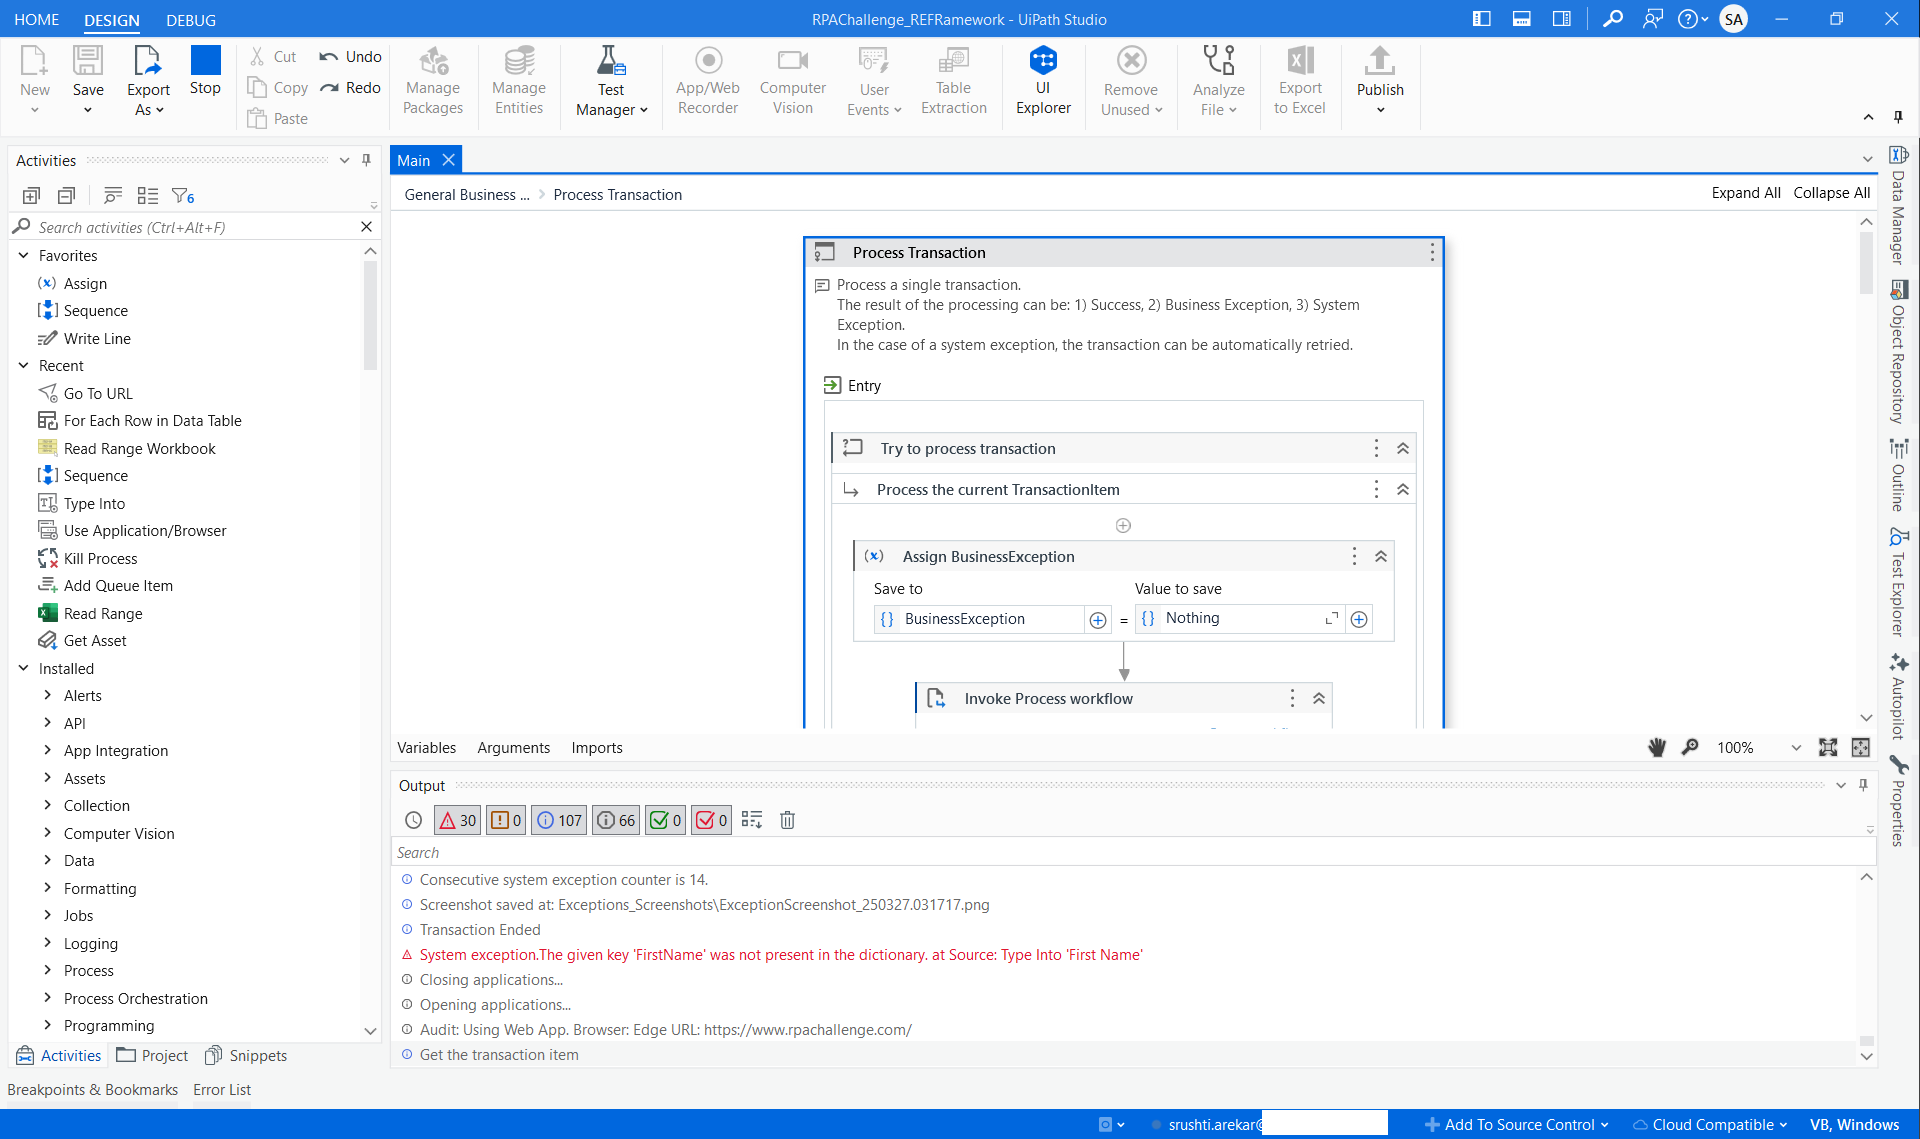 HOME DESIGN DEBUG
RPAChallenge_REFRamework - UiPath Studio
SA
New
Save
Export As
Stop
Cut
Copy
Paste
Undo
Redo
Manage Packages
Manage Entities
Test Manager
App/Web Recorder
Computer Vision
User Events
Table Extraction
UI Explorer
Remove Unused
Analyze File
Export to Excel
Publish
Activities
6
Search activities (Ctrl+Alt+F)
Favorites
Assign
Sequence
Write Line
Recent
Go To URL
For Each Row in Data Table
Read Range Workbook
Sequence
Type Into
Use Application/Browser
Kill Process
Add Queue Item
Read Range
Get Asset
Installed
Alerts
API
App Integration
Assets
Collection
Computer Vision
Data
Formatting
Jobs
Logging
Process
Process Orchestration
Programming
Activities Project Snippets
Breakpoints & Bookmarks Error List
Main
General Business ... > Process Transaction
Expand All Collapse All
Process Transaction
Process a single transaction.
The result of the processing can be: 1) Success, 2) Business Exception, 3) System
Exception.
In the case of a system exception, the transaction can be automatically retried.
Entry
Try to process transaction
Process the current TransactionItem
Assign BusinessException
Save to Value to save
BusinessException = Nothing
Invoke Process workflow
Variables Arguments Imports
100%
Output
30 0 107 66 0 0
Search
Consecutive system exception counter is 14.
Screenshot saved at: Exceptions_Screenshots\ExceptionScreenshot_250327.031717.png
Transaction Ended
System exception.The given key 'FirstName' was not present in the dictionary. at Source: Type Into 'First Name'
Closing applications...
Opening applications...
Audit: Using Web App. Browser: Edge URL: https://www.rpachallenge.com/
Get the transaction item
Data Manager
Object Repository
Outline
Test Explorer
Autopilot
Properties
srushti.arekar@
Add To Source Control
Cloud Compatible
VB, Windows